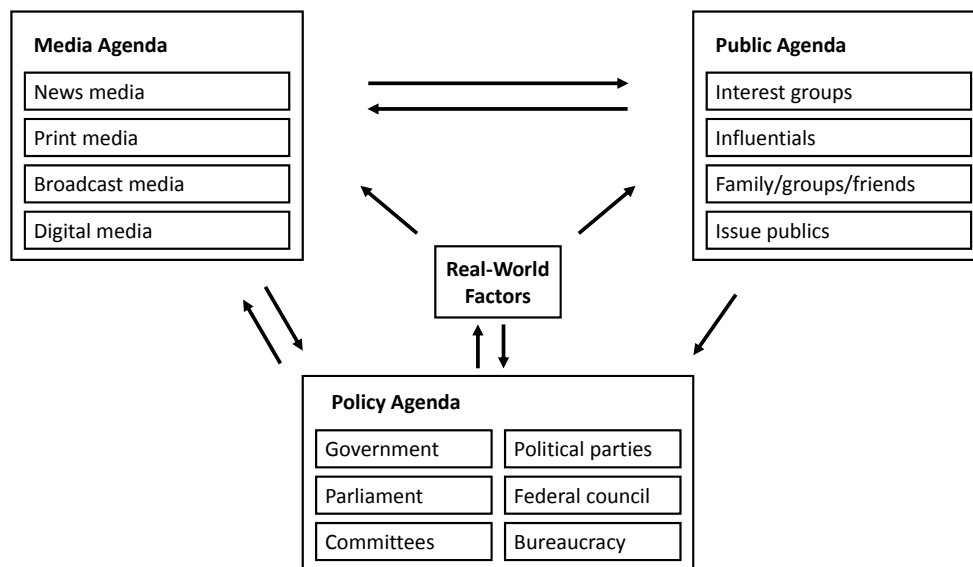 Media Agenda
News media
Print media
Broadcast media
Digital media
Public Agenda
Interest groups
Influentials
Family/groups/friends
Issue publics
Real-World
Factors
Policy Agenda
Government
Political parties
Parliament
Federal council
Committees
Bureaucracy